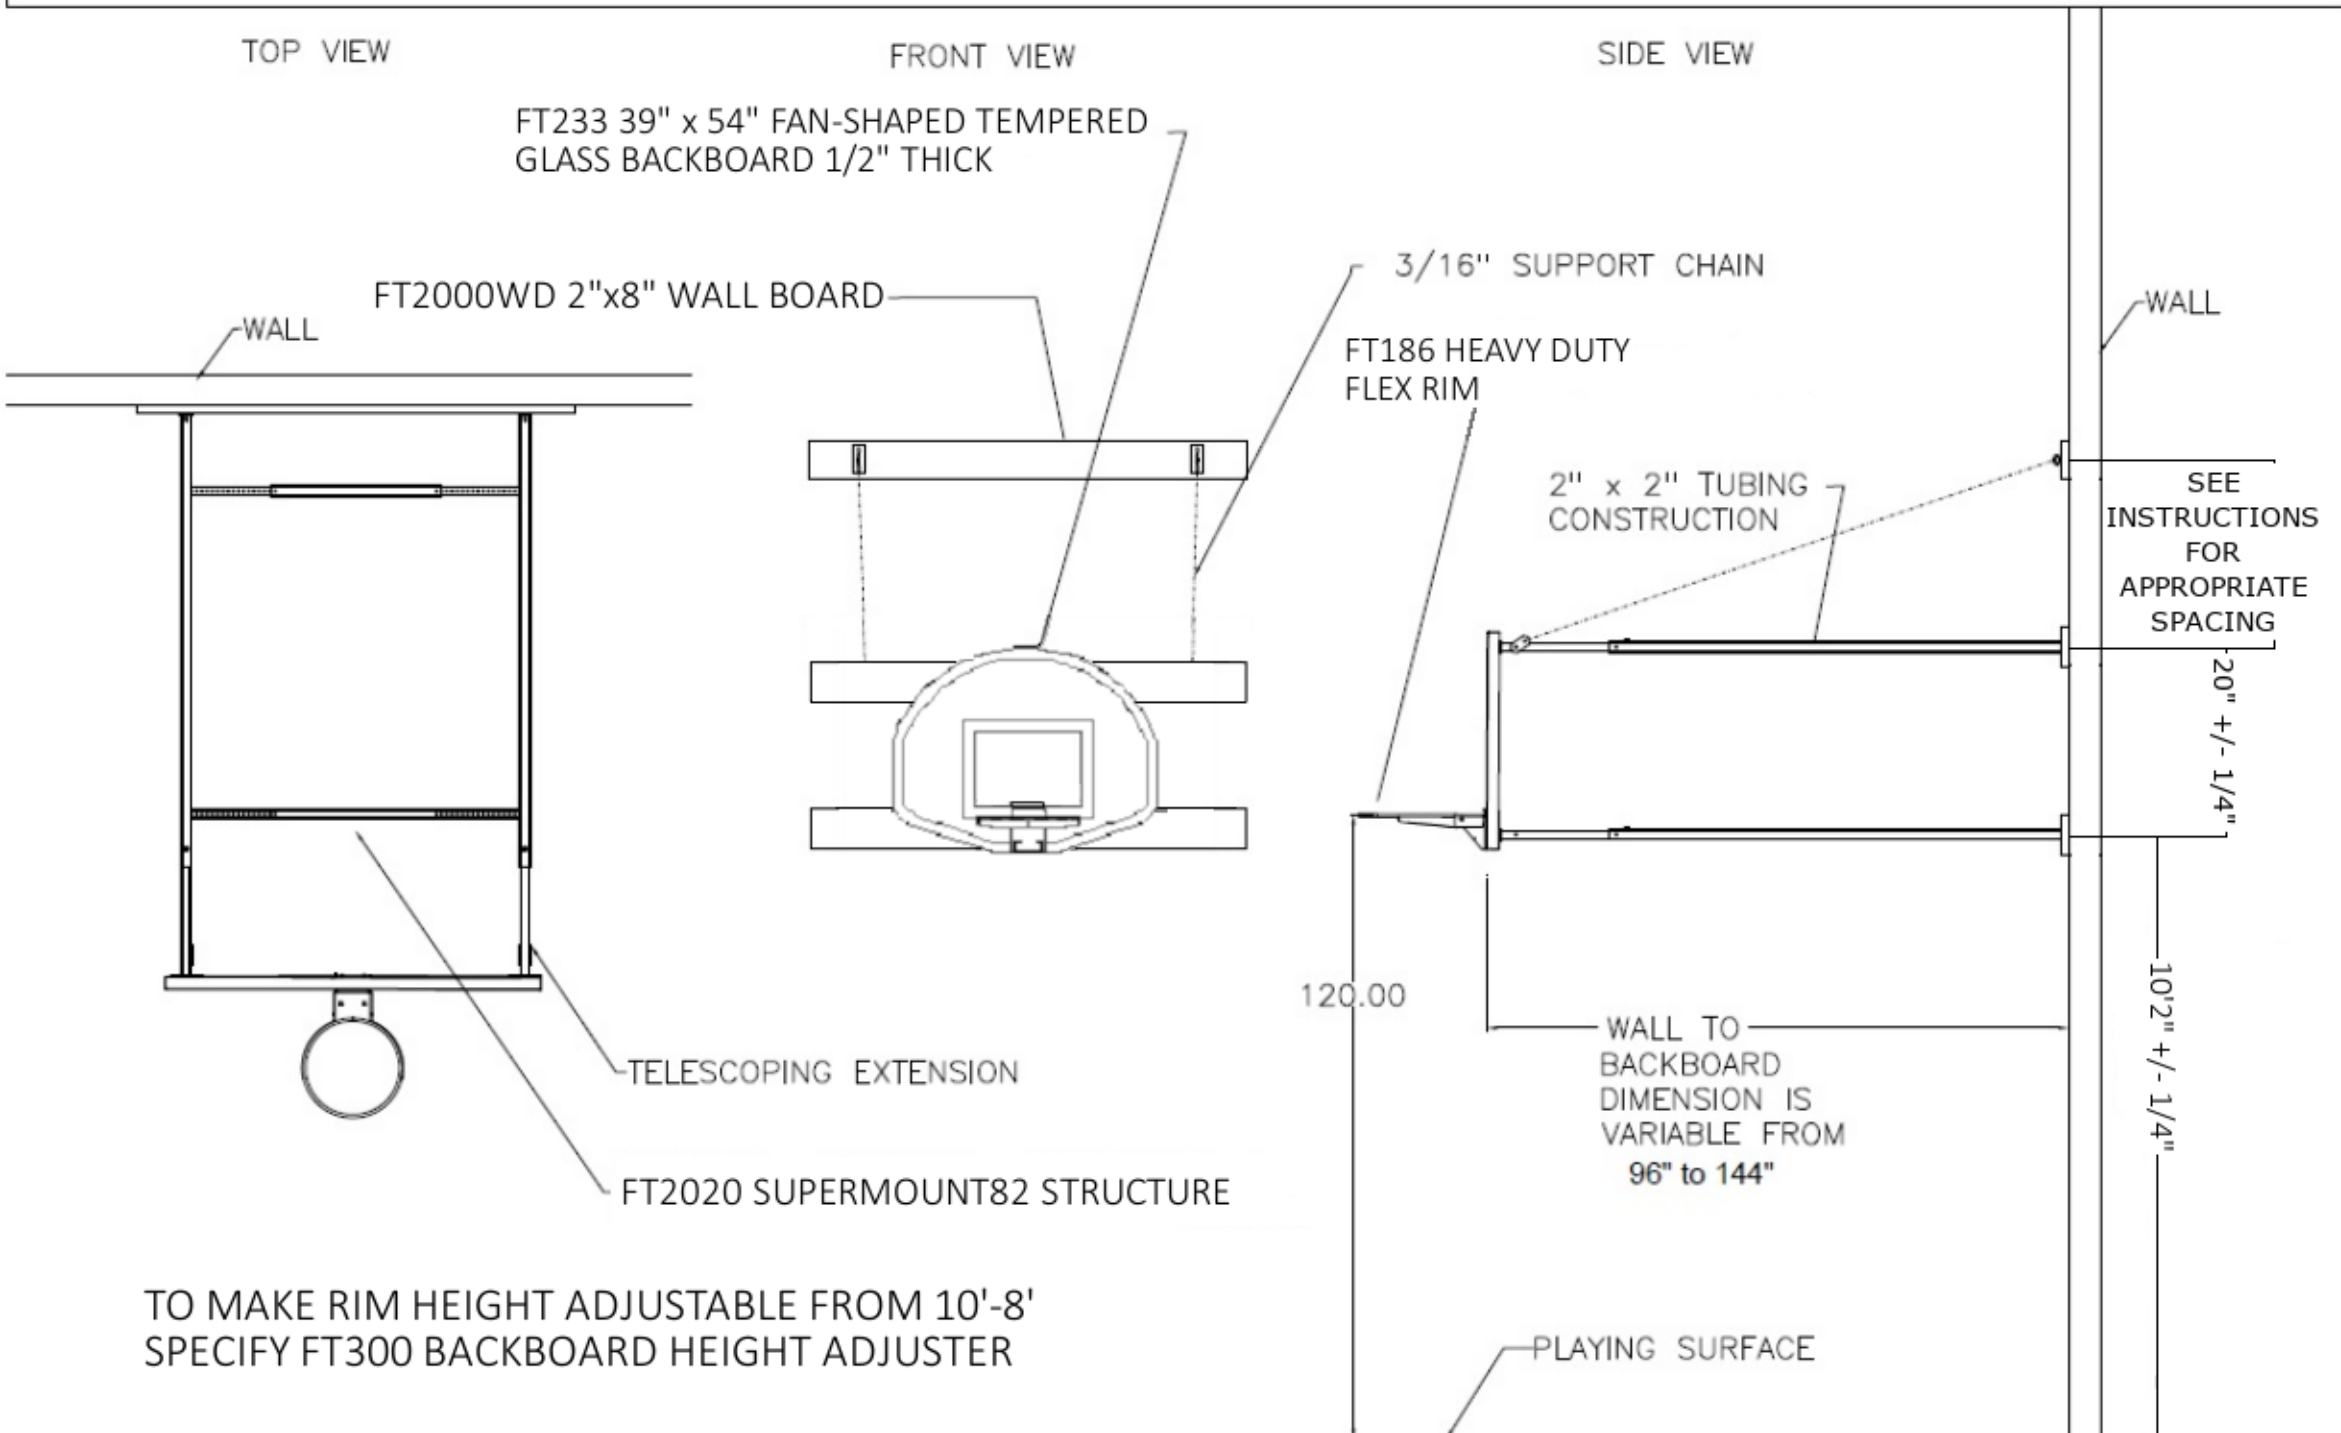 TOP VIEW
FRONT VIEW
SIDE VIEW
FT233 39" x 54" FAN-SHAPED TEMPERED
GLASS BACKBOARD 1/2" THICK
3/16" SUPPORT CHAIN
FT2000WD 2"x8" WALL BOARD
WALL
WALL
FT186 HEAVY DUTY
FLEX RIM
2" x 2" TUBING
CONSTRUCTION
SEE
INSTRUCTIONS
FOR
APPROPRIATE
SPACING
20" +/- 1/4"
120.00
10'2" +/- 1/4"
WALL TO
BACKBOARD
DIMENSION IS
VARIABLE FROM
96" to 144"
TELESCOPING EXTENSION
FT2020 SUPERMOUNT82 STRUCTURE
TO MAKE RIM HEIGHT ADJUSTABLE FROM 10'-8'
SPECIFY FT300 BACKBOARD HEIGHT ADJUSTER
PLAYING SURFACE